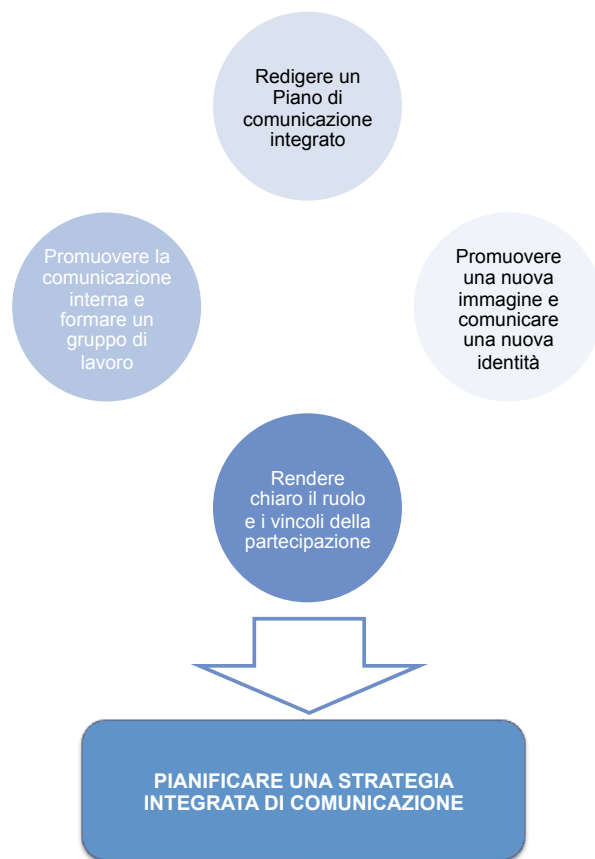 Redigere un
Piano di
comunicazione
integrato
Promuovere la
comunicazione
interna e
formare un
gruppo di
lavoro
Promuovere
una nuova
immagine e
comunicare
una nuova
identità
Rendere
chiaro il ruolo
e i vincoli della
partecipazione
PIANIFICARE UNA STRATEGIA
INTEGRATA DI COMUNICAZIONE